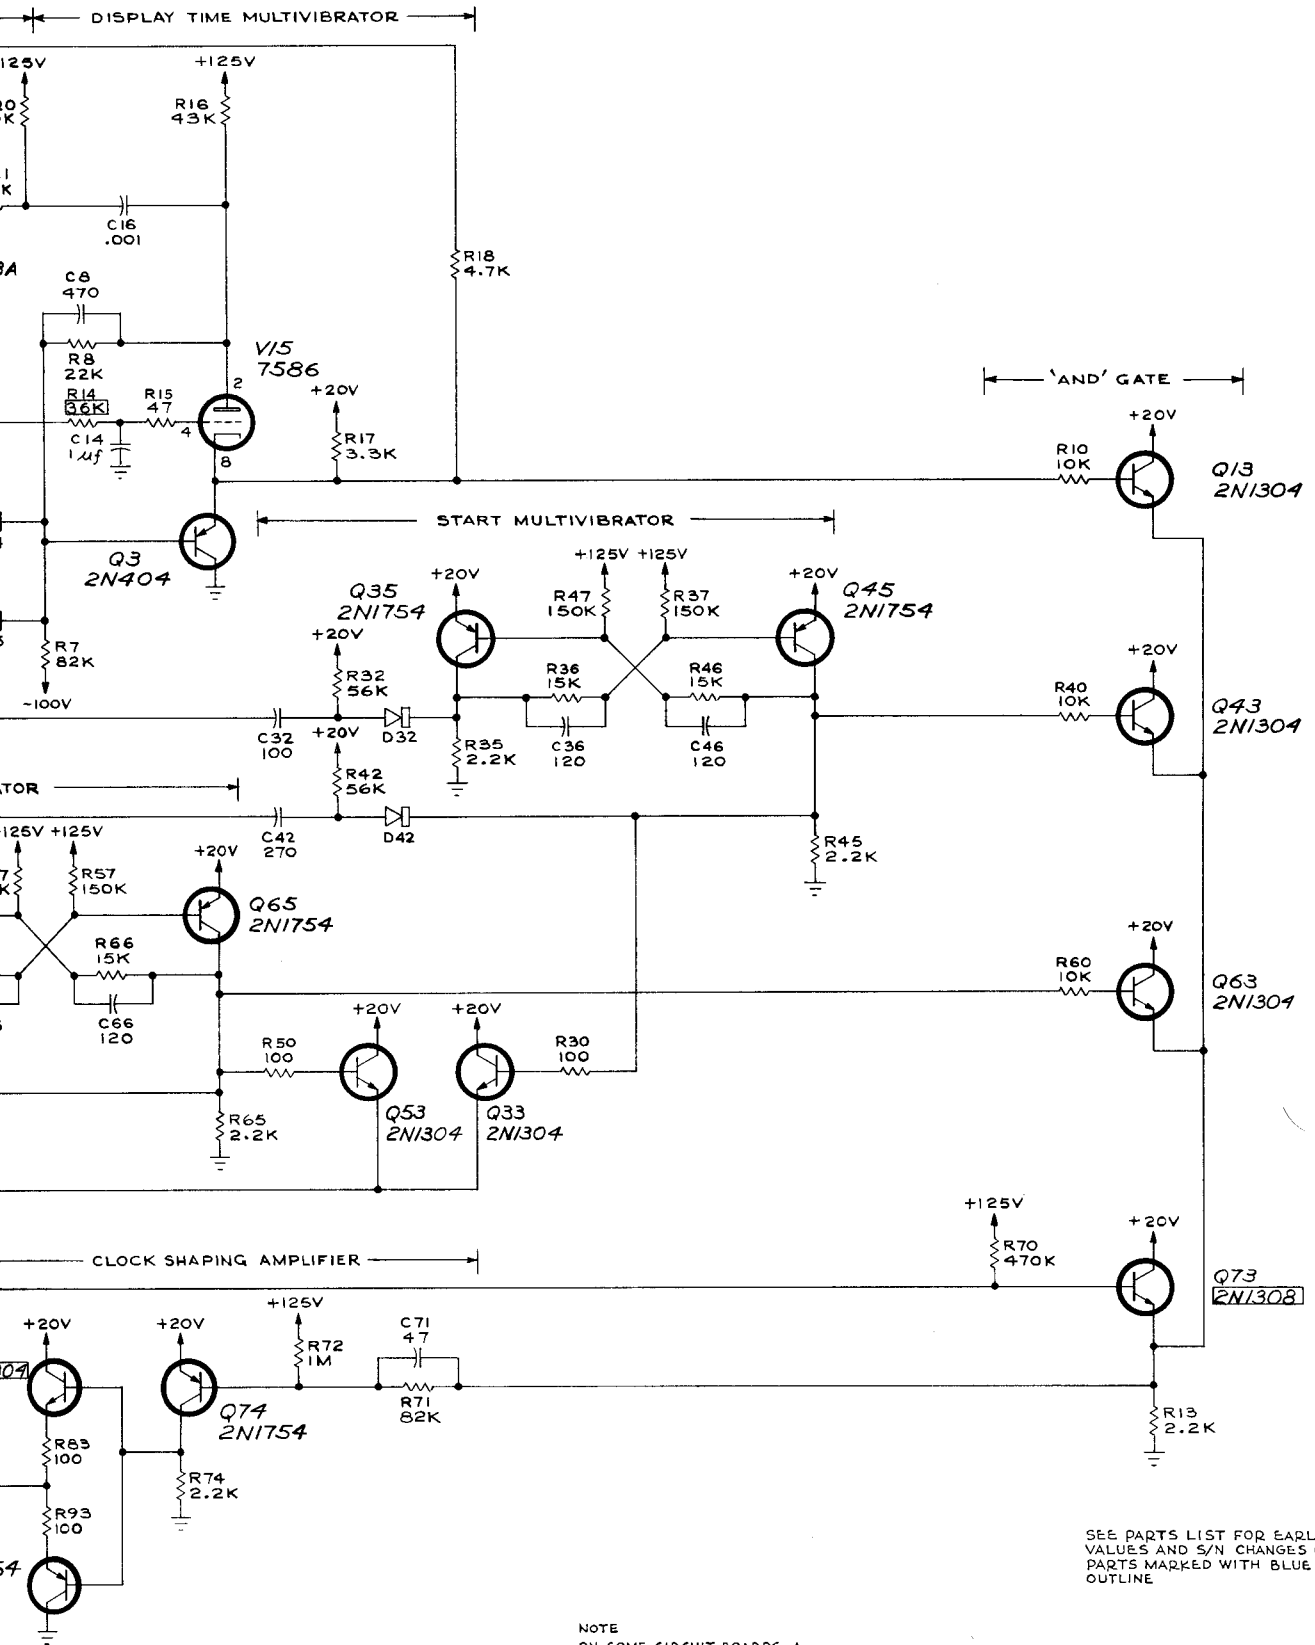 DISPLAY TIME MULTIVIBRATOR
+125V
R16
43K
C16
.001
R18
4.7K
C8
470
R8
22K
V15
7586
2
R14
36K
R15
47
4
C14
1µf
8
+20V
R17
3.3K
'AND' GATE
+20V
R10
10K
Q13
2N1304
START MULTIVIBRATOR
Q3
2N404
R7
82K
-100V
Q35
2N1754
+20V
+125V +125V
R47
150K
R37
150K
+20V
Q45
2N1754
+20V
R32
56K
R36
15K
R46
15K
C32
100
D32
R35
2.2K
C36
120
C46
120
+20V
R40
10K
Q43
2N1304
+20V
R42
56K
C42
270
D42
R45
2.2K
+125V +125V
R57
150K
+20V
Q65
2N1754
R66
15K
C66
120
+20V
R60
10K
Q63
2N1304
R50
100
+20V
+20V
R30
100
Q53
2N1304
Q33
2N1304
R65
2.2K
CLOCK SHAPING AMPLIFIER
+125V
R70
470K
+20V
Q73
2N1308
+20V
+20V
+125V
R72
1M
C71
47
R71
82K
Q74
2N1754
R83
100
R74
2.2K
R93
100
R13
2.2K
SEE PARTS LIST FOR EARL
VALUES AND S/N CHANGES
PARTS MARKED WITH BLUE
OUTLINE
NOTE